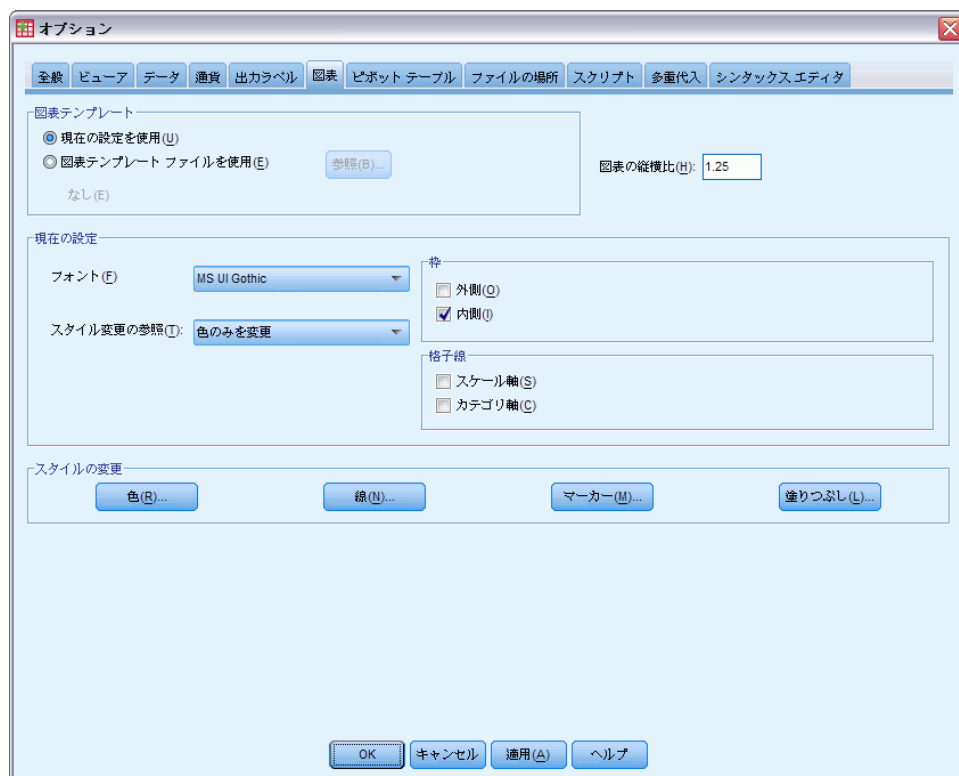 オプション
全般 ビューア データ 通貨 出力ラベル 図表 ピボット テーブル ファイルの場所 スクリプト 多重代入 シンタックス エディタ
図表テンプレート
現在の設定を使用(U)
図表テンプレート ファイルを使用(E) 参照(B)...
なし(E)
図表の縦横比(H): 1.25
現在の設定
フォント(F) MS UI Gothic
スタイル変更の参照(T): 色のみを変更
枠
外側(O)
内側(I)
格子線
スケール軸(S)
カテゴリ軸(C)
スタイルの変更
色(R)... 線(N)... マーカー(M)... 塗りつぶし(L)...
OK キャンセル 適用(A) ヘルプ